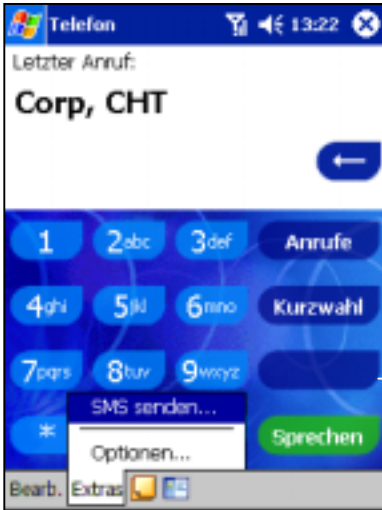 Telefon 13:22
Letzter Anruf:
Corp, CHT
1 2abc 3def Anrufe
4ghi 5jkl 6mno Kurzwahl
7pqrs 8tuv 9wxyz
SMS senden...
*
Optionen...
Sprechen
Bearb. Extras